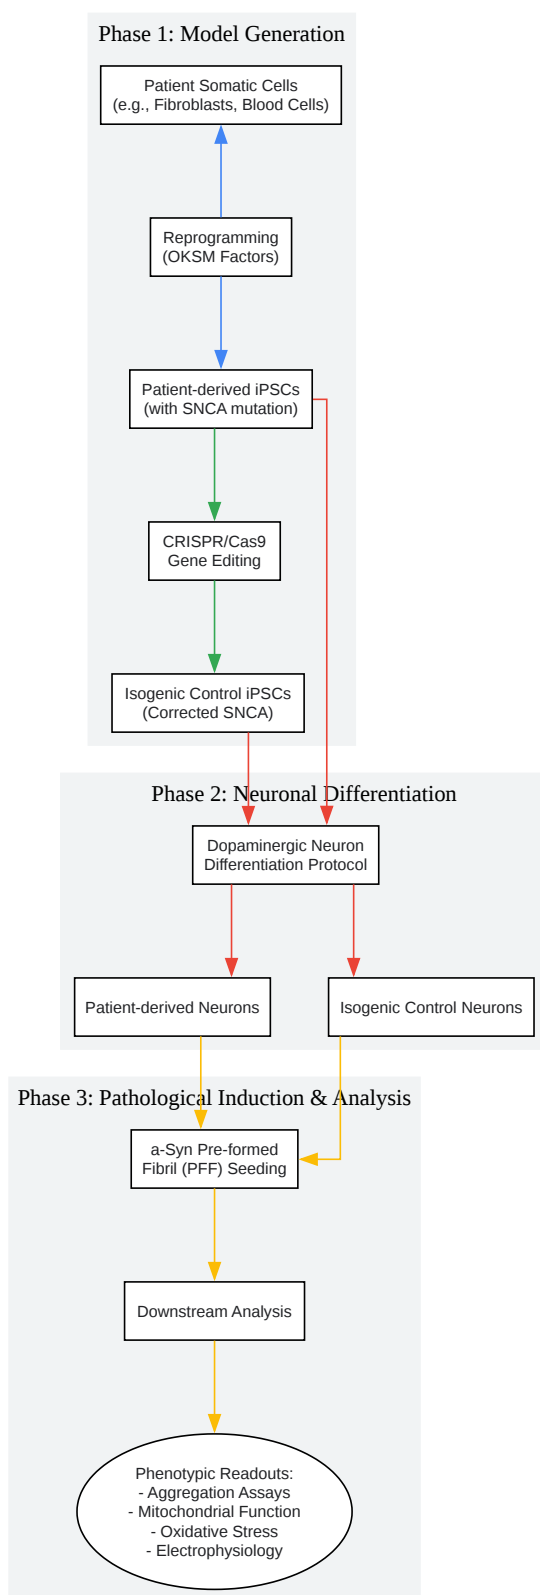 Phase 1: Model Generation
Patient Somatic Cells
(e.g., Fibroblasts, Blood Cells)
Reprogramming
(OKSM Factors)
Patient-derived iPSCs
(with SNCA mutation)
CRISPR/Cas9
Gene Editing
Isogenic Control iPSCs
(Corrected SNCA)
Phase 2: Neuronal Differentiation
Dopaminergic Neuron
Differentiation Protocol
Patient-derived Neurons
Isogenic Control Neurons
Phase 3: Pathological Induction & Analysis
a-Syn Pre-formed
Fibril (PFF) Seeding
Downstream Analysis
Phenotypic Readouts:
- Aggregation Assays
- Mitochondrial Function
- Oxidative Stress
- Electrophysiology